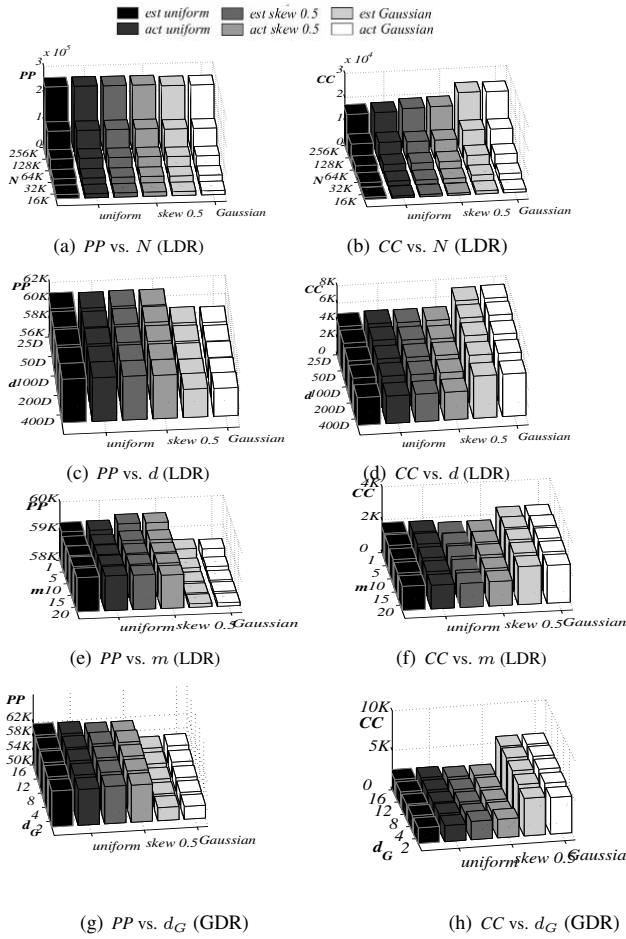 est uniform est skew 0.5 est Gaussian
act uniform act skew 0.5 act Gaussian
3 x 10^5
PP
2
1
0
256K
128K
64K
N
32K
16K
uniform skew 0.5 Gaussian
(a) PP vs. N (LDR)
3 x 10^4
CC
2
1
0
256K
128K
64K
N
32K
16K
uniform skew 0.5 Gaussian
(b) CC vs. N (LDR)
62K
PP
60K
58K
56K
25D
50D
100D
d
200D
400D
uniform skew 0.5 Gaussian
(c) PP vs. d (LDR)
8K
CC
6K
4K
2K
0
25D
50D
100D
d
200D
400D
uniform skew 0.5 Gaussian
(d) CC vs. d (LDR)
60K
PP
59K
58K
1
5
m 10
15
20
uniform skew 0.5 Gaussian
(e) PP vs. m (LDR)
4K
CC
2K
0
1
5
m 10
15
20
uniform skew 0.5 Gaussian
(f) CC vs. m (LDR)
PP
62K
58K
54K
50K
16
12
8
4
d_G 2
uniform skew 0.5 Gaussian
(g) PP vs. d_G (GDR)
10K
CC
5K
0
16
12
8
4
d_G 2
uniform skew 0.5 Gaussian
(h) CC vs. d_G (GDR)